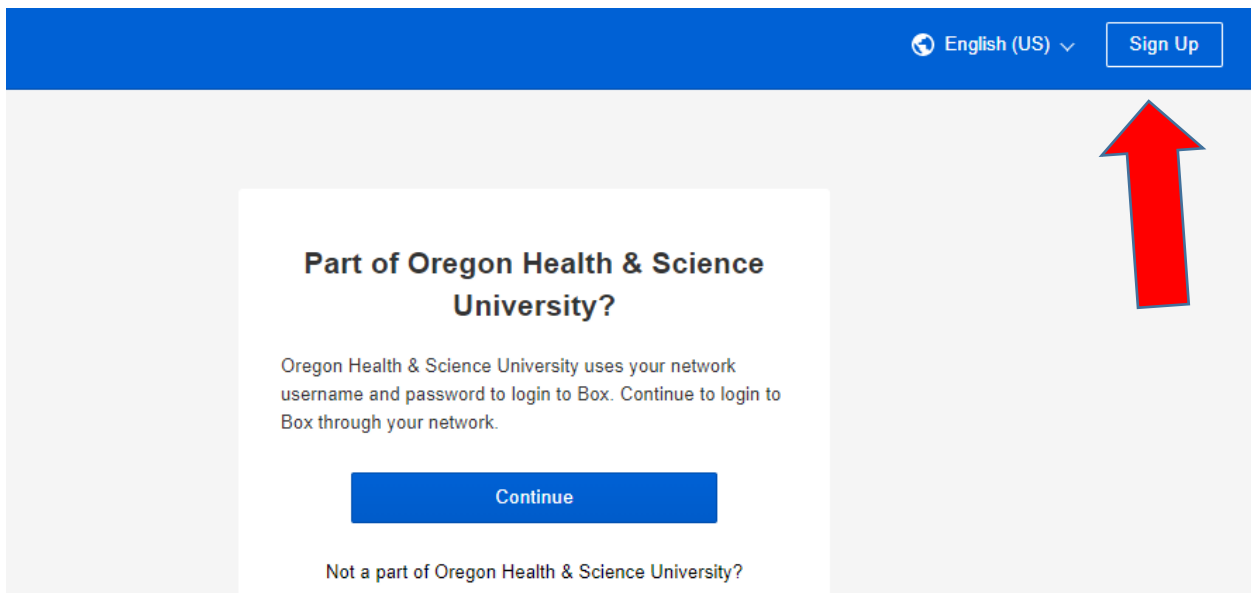 English (US)
Sign Up
Part of Oregon Health & Science
University?
Oregon Health & Science University uses your network
username and password to login to Box. Continue to login to
Box through your network.
Continue
Not a part of Oregon Health & Science University?